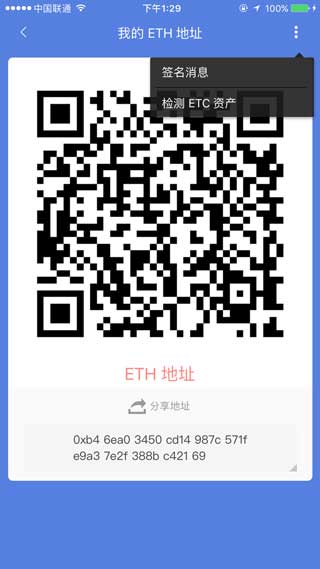 中国联通 下午1:29 100%
我的 ETH 地址
签名消息
检测 ETC 资产
ETH 地址
分享地址
0xb4 6ea0 3450 cd14 987c 571f
e9a3 7e2f 388b c421 69